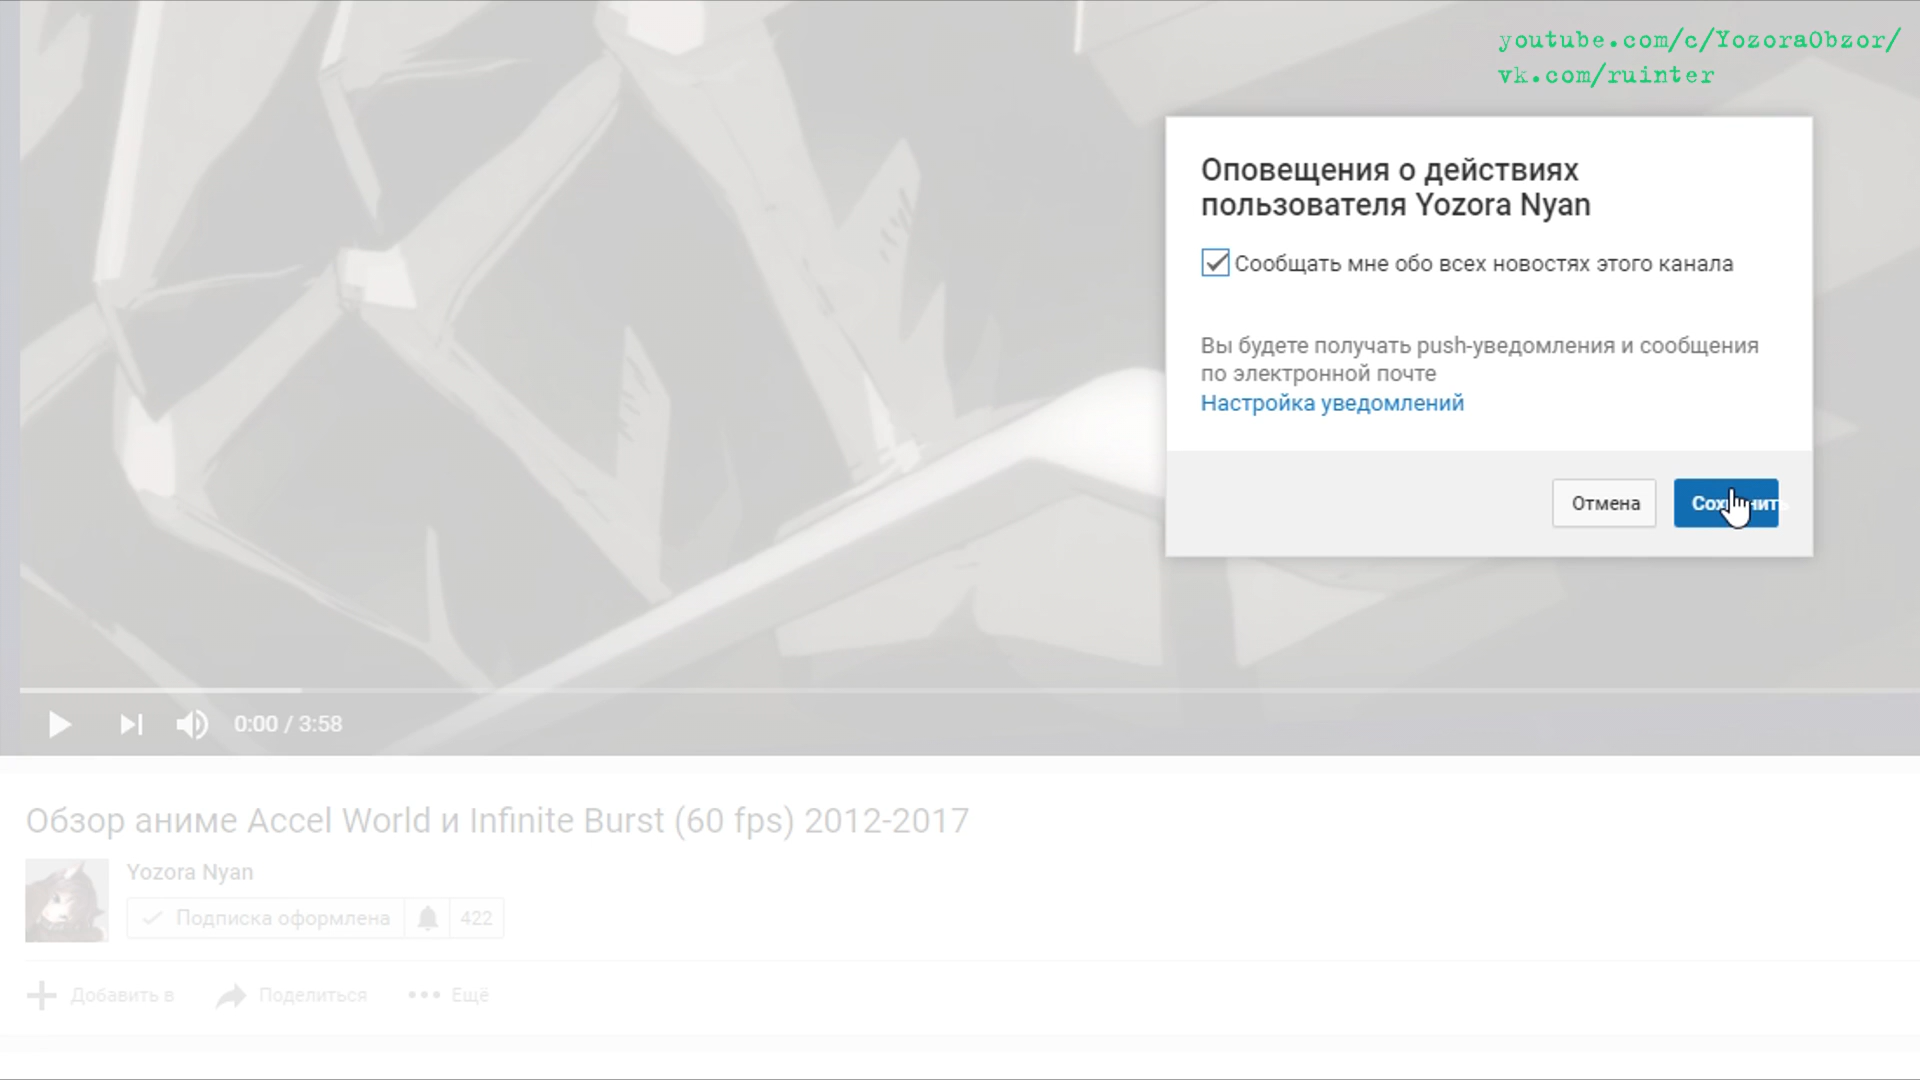 youtube.com/c/YozoraObzor/
vk.com/ruinter
Оповещения о действиях
пользователя Yozora Nyan
Сообщать мне обо всех новостях этого канала
Вы будете получать push-уведомления и сообщения
по электронной почте
Настройка уведомлений
Отмена
0:00 / 3:58
Обзор аниме Accel World и Infinite Burst (60 fps) 2012-2017
Yozora Nyan
Подписка оформлена 422
Добавить в Поделиться Ещё